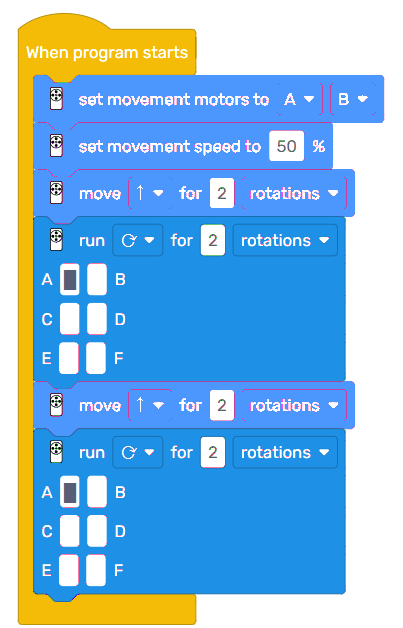 When program starts
set movement motors to A B
set movement speed to 50 %
move ↑ for 2 rotations
run for 2 rotations
A B
C D
E F
move ↑ for 2 rotations
run for 2 rotations
A B
C D
E F